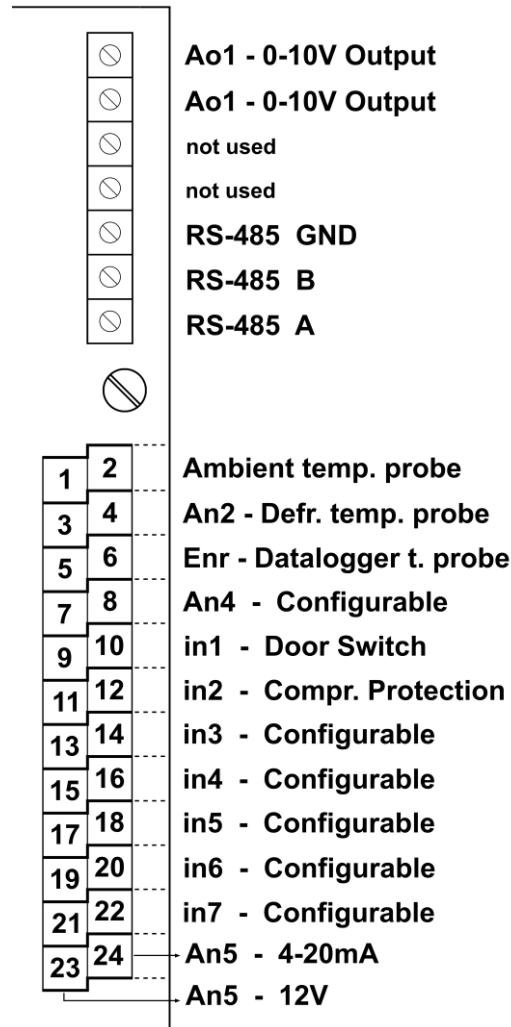 Ao1 - 0-10V Output
Ao1 - 0-10V Output
not used
not used
RS-485 GND
RS-485 B
RS-485 A
1 2 Ambient temp. probe
3 4 An2 - Defr. temp. probe
5 6 Enr - Datalogger t. probe
7 8 An4 - Configurable
9 10 in1 - Door Switch
11 12 in2 - Compr. Protection
13 14 in3 - Configurable
15 16 in4 - Configurable
17 18 in5 - Configurable
19 20 in6 - Configurable
21 22 in7 - Configurable
24 An5 - 4-20mA
23 An5 - 12V